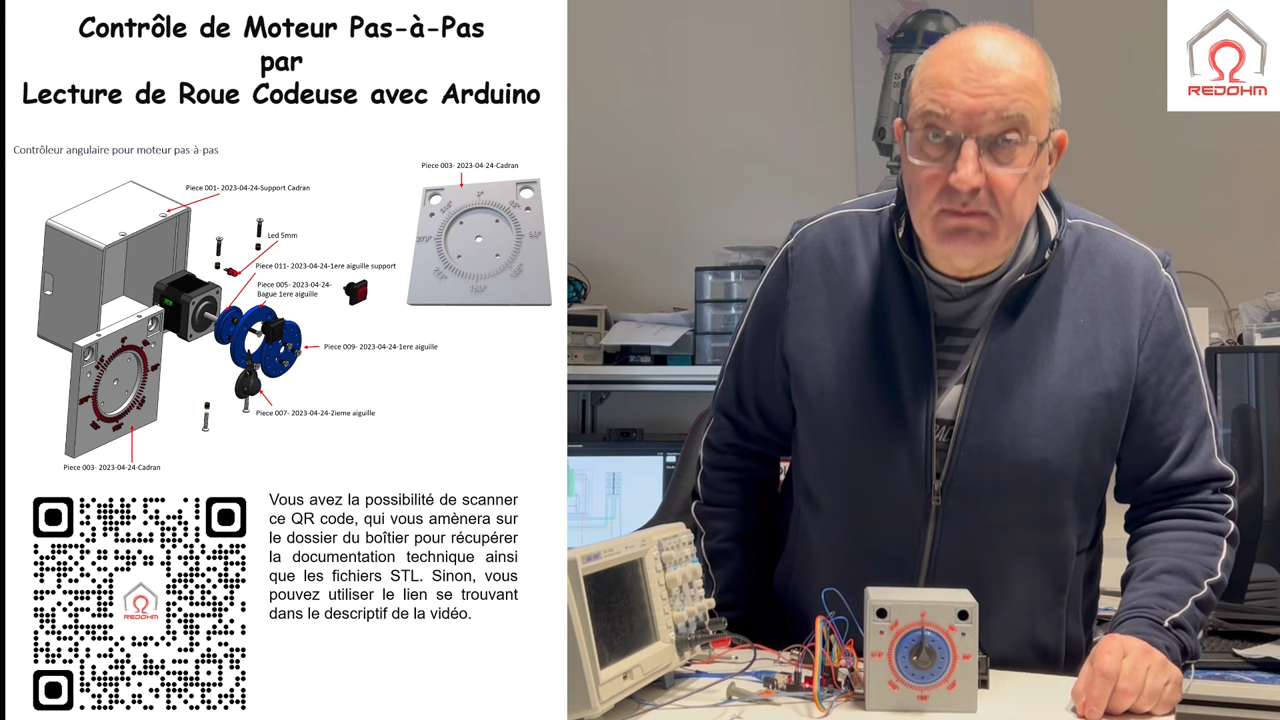 Contrôle de Moteur Pas-à-Pas
par
Lecture de Roue Codeuse avec Arduino
REDOHM
Contrôleur angulaire pour moteur pas-à-pas
Piece 003- 2023-04-24-Cadran
Piece 001- 2023-04-24-Support Cadran
Led 5mm
Piece 011- 2023-04-24-1ere aiguille support
Piece 005- 2023-04-24-
Bague 1ere aiguille
Piece 009- 2023-04-24-1ere aiguille
Piece 007- 2023-04-24-2ieme aiguille
Piece 003- 2023-04-24-Cadran
270°
180°
Vous avez la possibilité de scanner
ce QR code, qui vous amènera sur
le dossier du boîtier pour récupérer
la documentation technique ainsi
que les fichiers STL. Sinon, vous
pouvez utiliser le lien se trouvant
dans le descriptif de la vidéo.
REDOHM